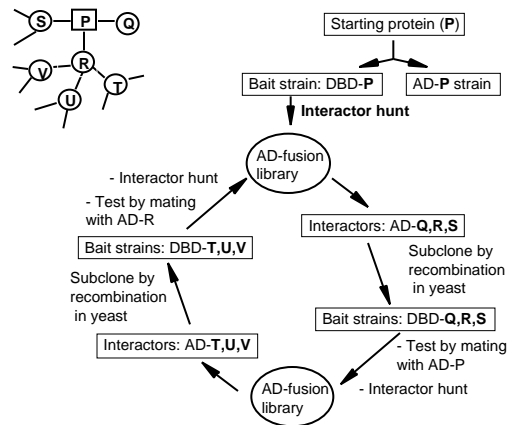 S
P
Q
V
R
U
T
Starting protein (P)
Bait strain: DBD-P
AD-P strain
Interactor hunt
AD-fusion
library
Interactors: AD-Q,R,S
Subclone by
recombination
in yeast
Bait strains: DBD-Q,R,S
- Test by mating
with AD-P
- Interactor hunt
AD-fusion
library
Interactors: AD-T,U,V
Subclone by
recombination
in yeast
Bait strains: DBD-T,U,V
- Interactor hunt
- Test by mating
with AD-R